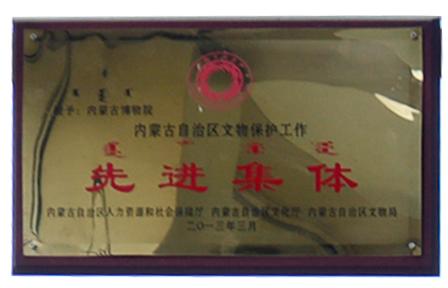 授予：内蒙古博物院
内蒙古自治区文物保护工作
先进集体
内蒙古自治区人力资源和社会保障厅 内蒙古自治区文化厅 内蒙古自治区文物局
二〇一三年三月